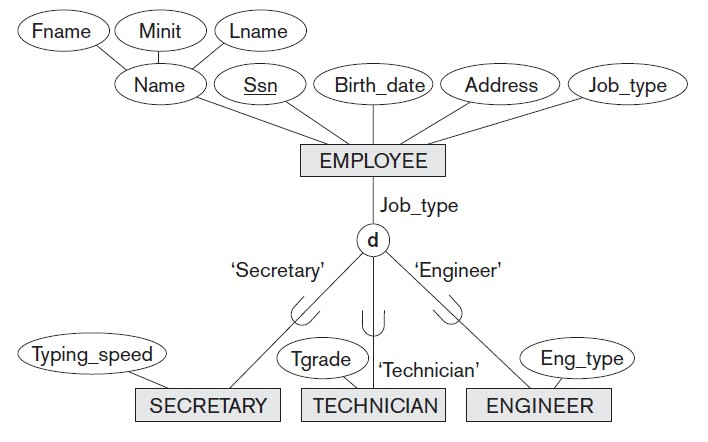 Fname
Minit
Lname
Name
Ssn
Birth_date
Address
Job_type
EMPLOYEE
Job_type
d
‘Secretary’
‘Engineer’
Typing_speed
Tgrade
‘Technician’
Eng_type
SECRETARY
TECHNICIAN
ENGINEER